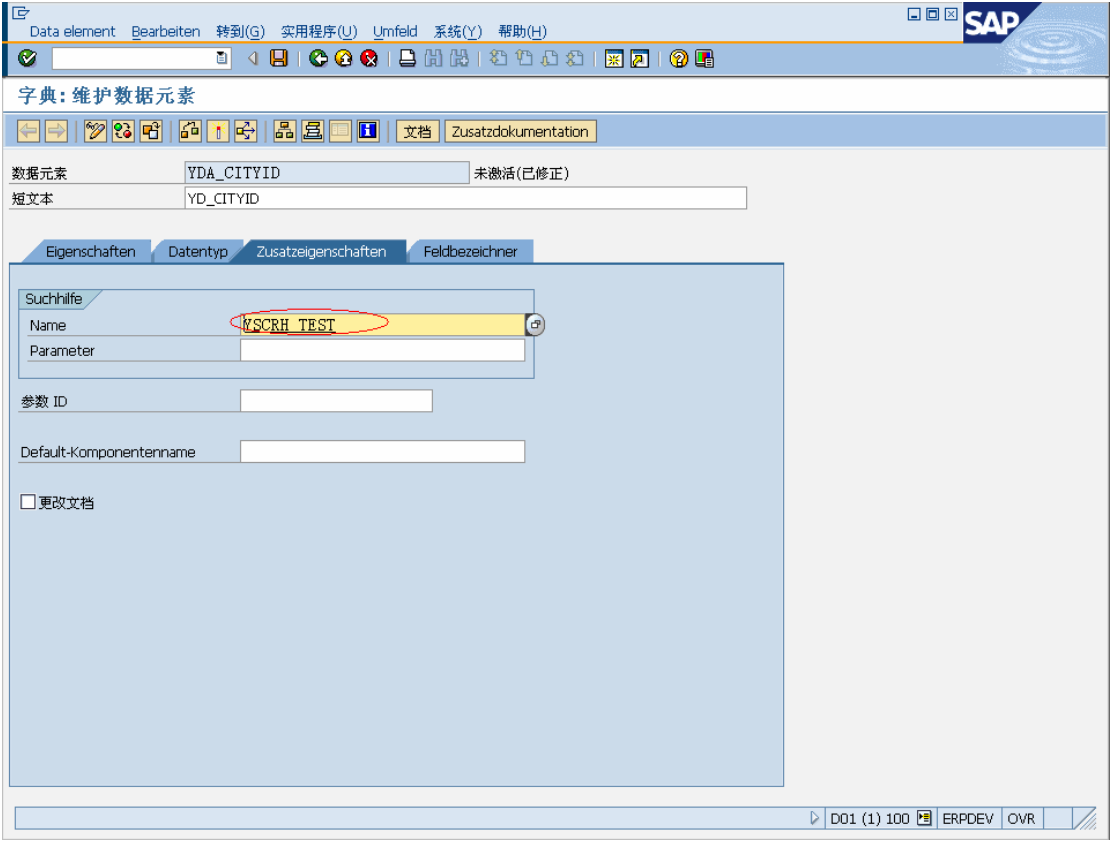 Data element Bearbeiten 转到(G) 实用程序(U) Umfeld 系统(Y) 帮助(H)
SAP
字典:维护数据元素
文档 Zusatzdokumentation
数据元素 YDA_CITYID 未激活(已修正)
短文本 YD_CITYID
Eigenschaften Datentyp Zusatzeigenschaften Feldbezeichner
Suchhilfe
Name YSCRH_TEST
Parameter
参数 ID
Default-Komponentenname
更改文档
D01 (1) 100 ERPDEV OVR